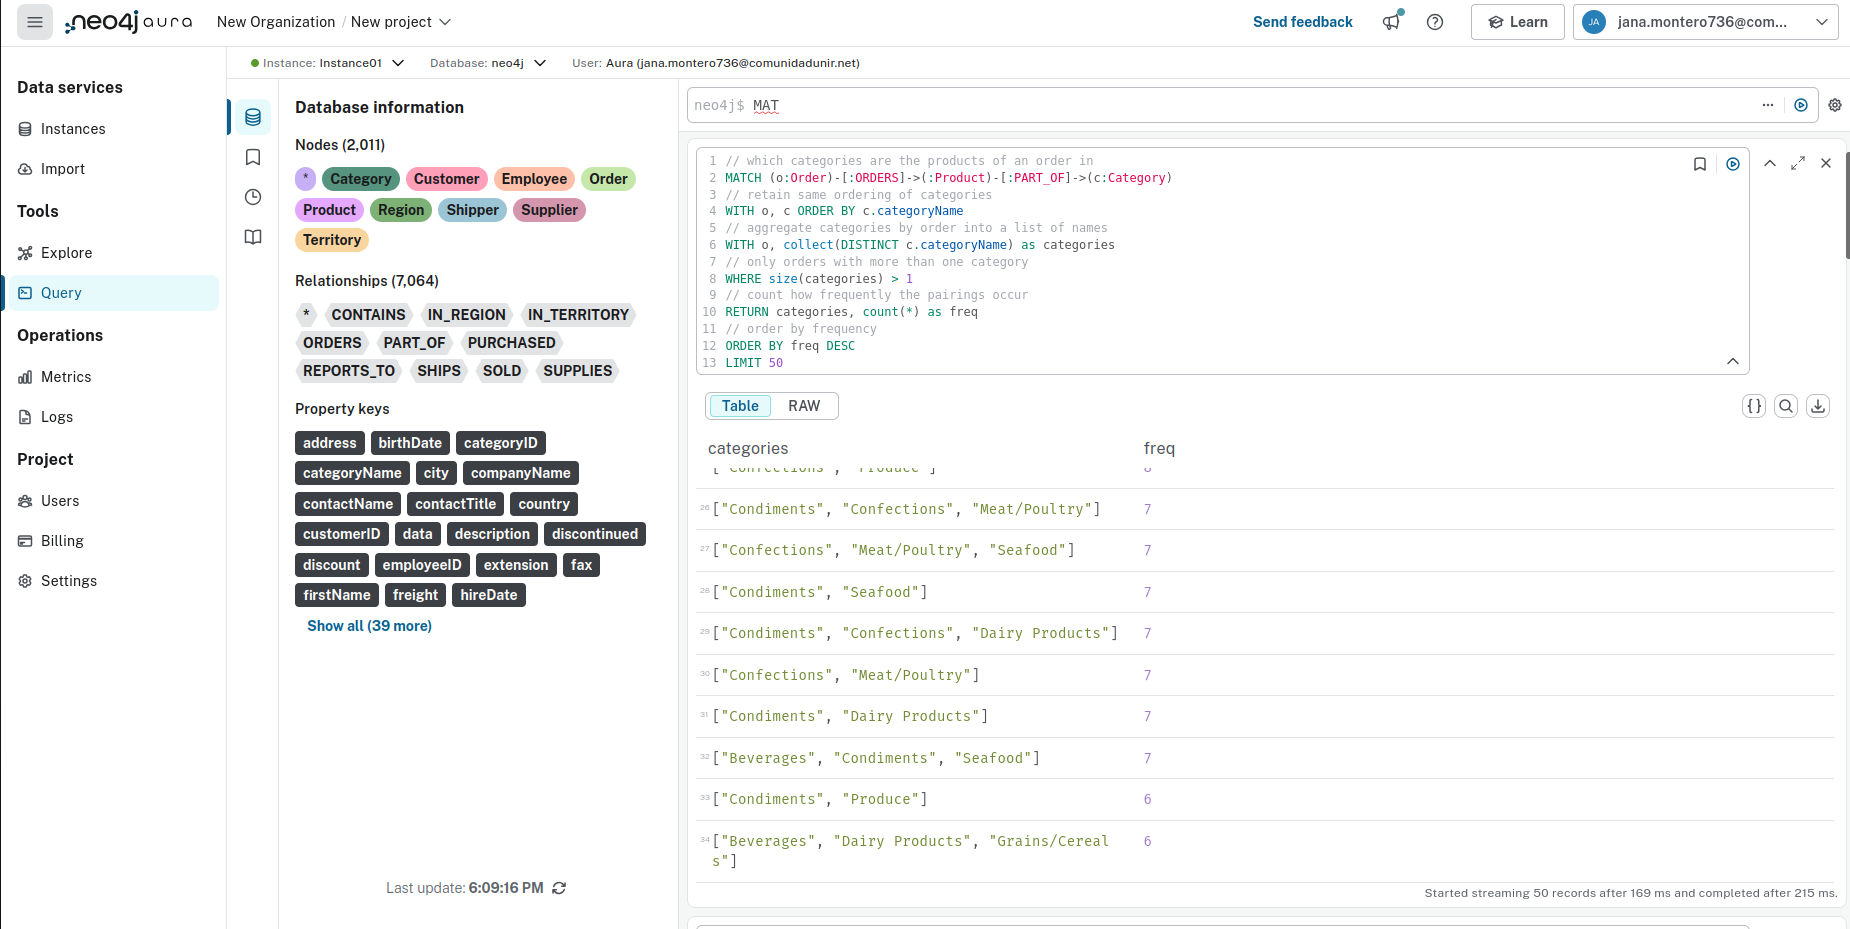 neo4j aura
New Organization / New project
Send feedback
Learn
JA
jana.montero736@com...
Data services
Instances
Import
Tools
Explore
Query
Operations
Metrics
Logs
Project
Users
Billing
Settings
Instance: Instance01
Database: neo4j
User: Aura (jana.montero736@comunidadunir.net)
Database information
Nodes (2,011)
* Category Customer Employee Order
Product Region Shipper Supplier
Territory
Relationships (7,064)
* CONTAINS IN_REGION IN_TERRITORY
ORDERS PART_OF PURCHASED
REPORTS_TO SHIPS SOLD SUPPLIES
Property keys
address birthDate categoryID
categoryName city companyName
contactName contactTitle country
customerID data description discontinued
discount employeeID extension fax
firstName freight hireDate
Show all (39 more)
Last update: 6:09:16 PM
neo4j$ MAT
1 // which categories are the products of an order in
2 MATCH (o:Order)-[:ORDERS]->(:Product)-[:PART_OF]->(c:Category)
3 // retain same ordering of categories
4 WITH o, c ORDER BY c.categoryName
5 // aggregate categories by order into a list of names
6 WITH o, collect(DISTINCT c.categoryName) as categories
7 // only orders with more than one category
8 WHERE size(categories) > 1
9 // count how frequently the pairings occur
10 RETURN categories, count(*) as freq
11 // order by frequency
12 ORDER BY freq DESC
13 LIMIT 50
Table RAW
{}
categories freq
["Confections", "Produce"]
26 ["Condiments", "Confections", "Meat/Poultry"] 7
27 ["Confections", "Meat/Poultry", "Seafood"] 7
28 ["Condiments", "Seafood"] 7
29 ["Condiments", "Confections", "Dairy Products"] 7
30 ["Confections", "Meat/Poultry"] 7
31 ["Condiments", "Dairy Products"] 7
32 ["Beverages", "Condiments", "Seafood"] 7
33 ["Condiments", "Produce"] 6
34 ["Beverages", "Dairy Products", "Grains/Cereal 6
s"]
Started streaming 50 records after 169 ms and completed after 215 ms.